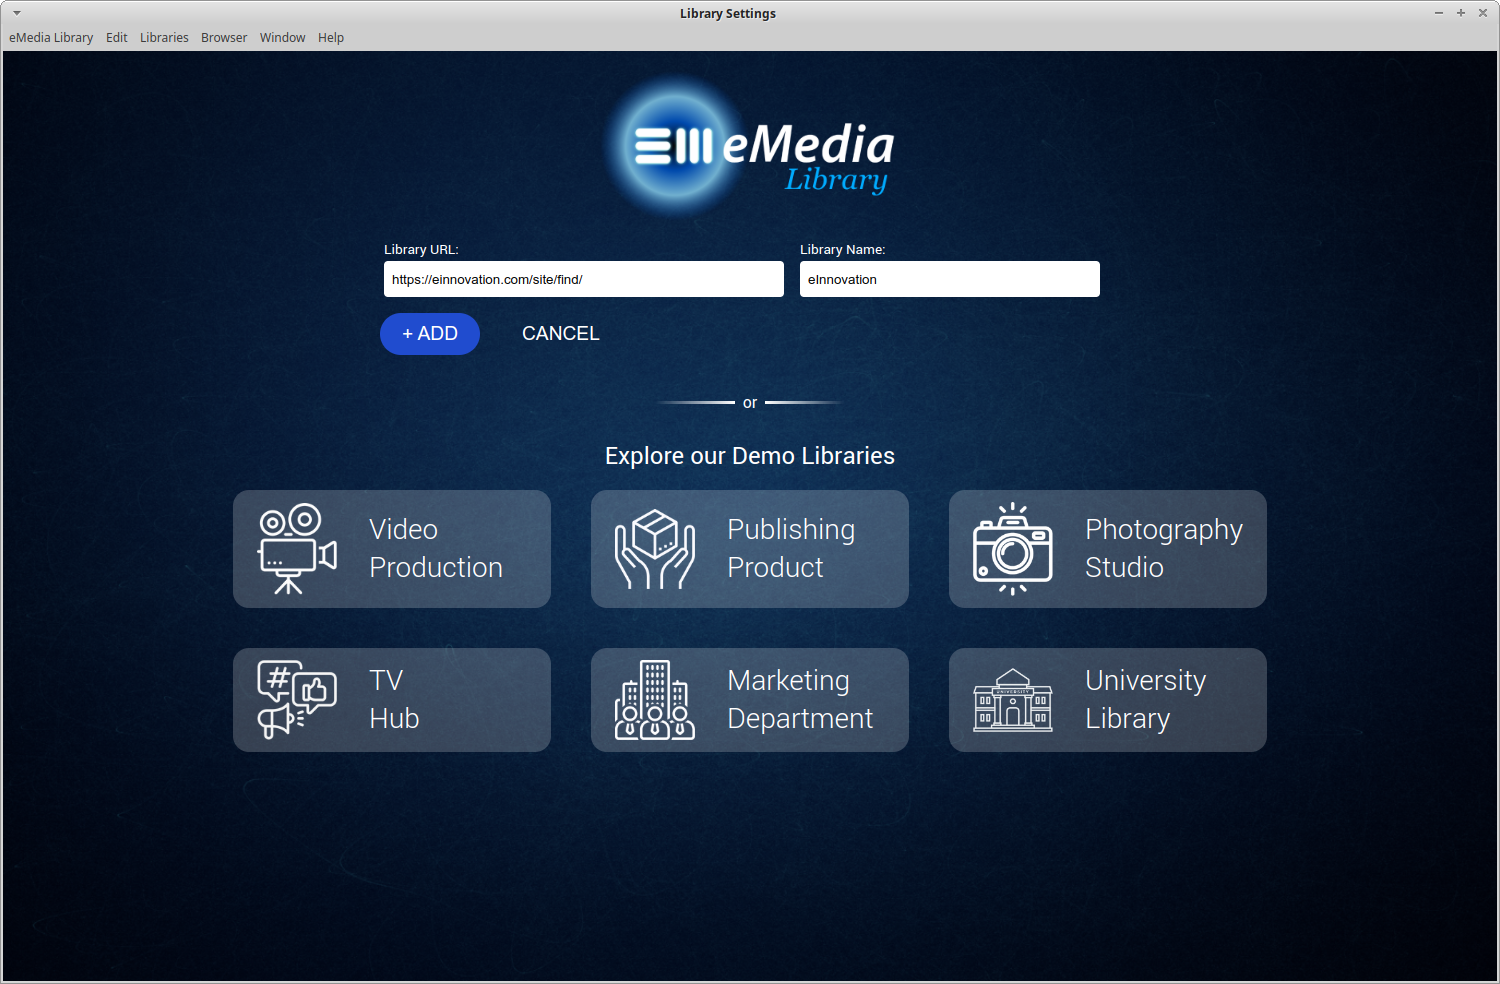 Library Settings
eMedia Library Edit Libraries Browser Window Help
eMedia
Library
Library URL: Library Name:
https://einnovation.com/site/find/ eInnovation
+ ADD CANCEL
or
Explore our Demo Libraries
Video
Production
Publishing
Product
Photography
Studio
#
TV
Hub
Marketing
Department
UNIVERSITY
University
Library